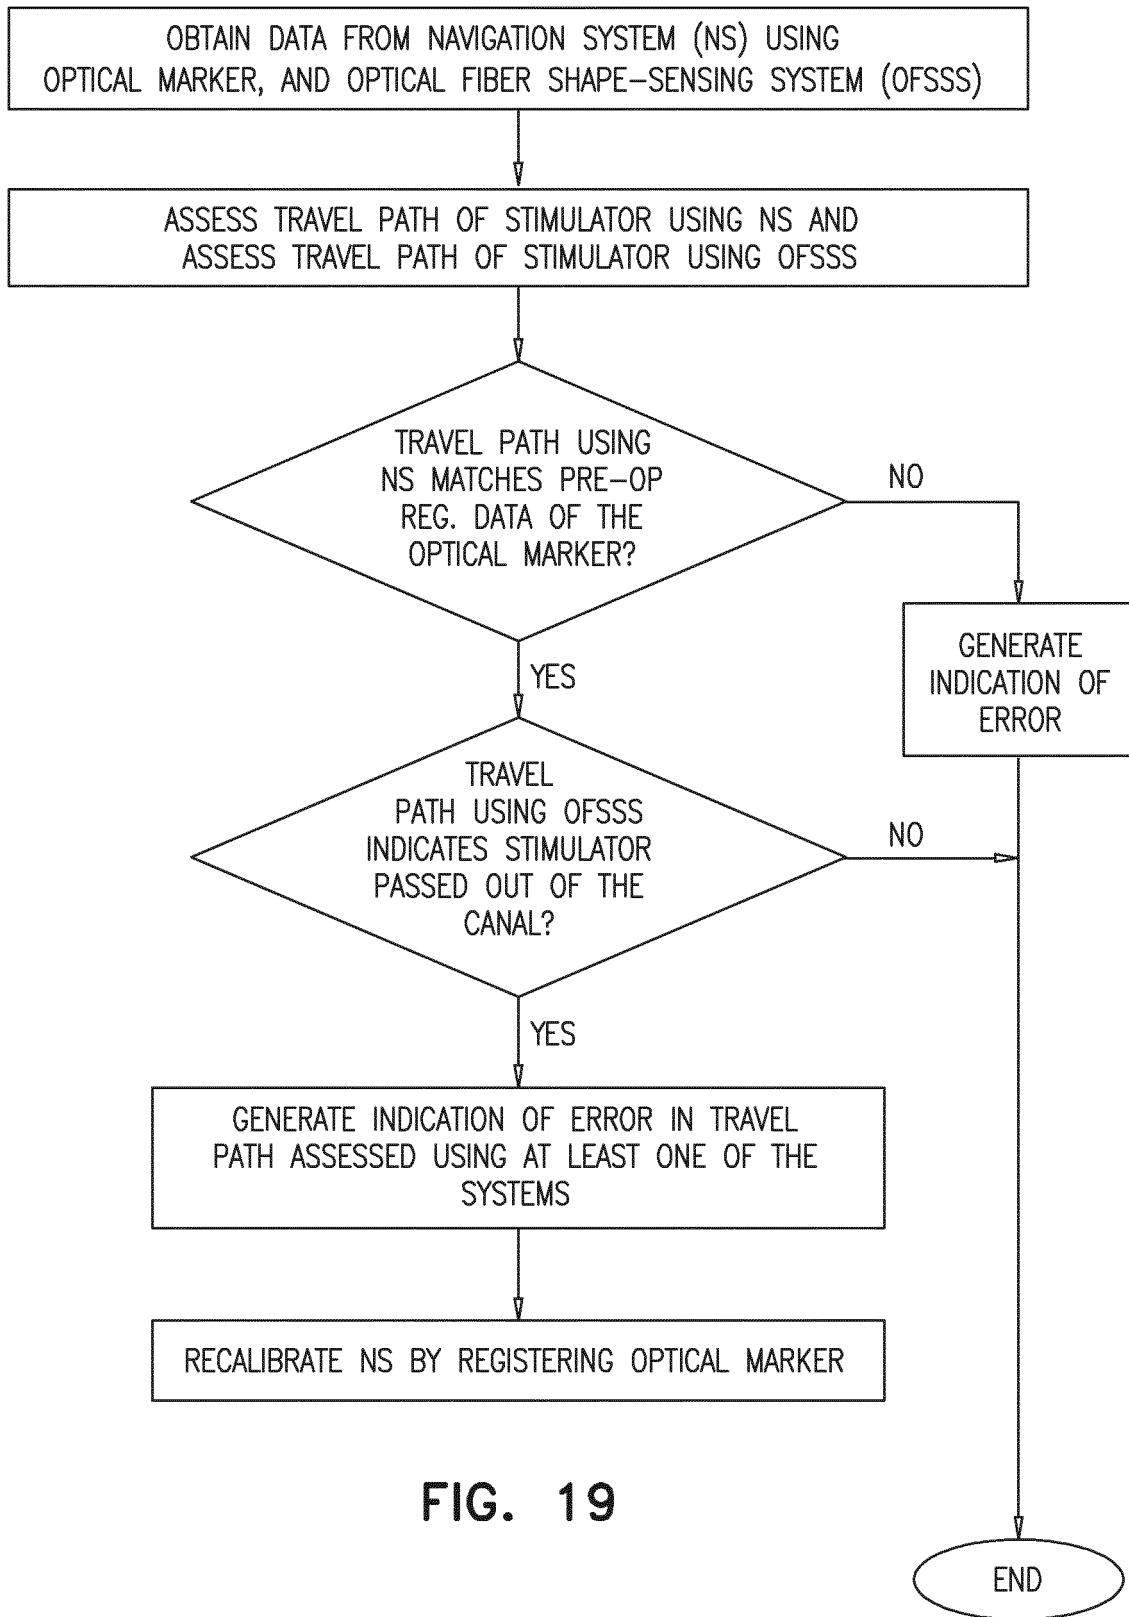 OBTAIN DATA FROM NAVIGATION SYSTEM (NS) USING
OPTICAL MARKER, AND OPTICAL FIBER SHAPE-SENSING SYSTEM (OFSSS)
ASSESS TRAVEL PATH OF STIMULATOR USING NS AND
ASSESS TRAVEL PATH OF STIMULATOR USING OFSSS
TRAVEL PATH USING
NS MATCHES PRE-OP
REG. DATA OF THE
OPTICAL MARKER?
NO
YES
GENERATE
INDICATION OF
ERROR
TRAVEL
PATH USING OFSSS
INDICATES STIMULATOR
PASSED OUT OF THE
CANAL?
NO
YES
GENERATE INDICATION OF ERROR IN TRAVEL
PATH ASSESSED USING AT LEAST ONE OF THE
SYSTEMS
RECALIBRATE NS BY REGISTERING OPTICAL MARKER
FIG. 19
END